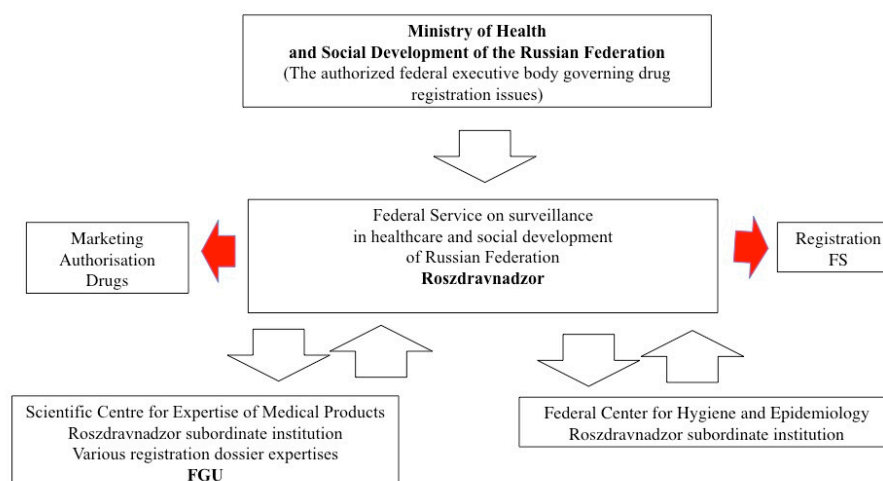 Ministry of Health
and Social Development of the Russian Federation
(The authorized federal executive body governing drug
registration issues)
Federal Service on surveillance
in healthcare and social development
of Russian Federation
Roszdravnadzor
Marketing
Authorisation
Drugs
Registration
FS
Scientific Centre for Expertise of Medical Products
Roszdravnadzor subordinate institution
Various registration dossier expertises
FGU
Federal Center for Hygiene and Epidemiology
Roszdravnadzor subordinate institution